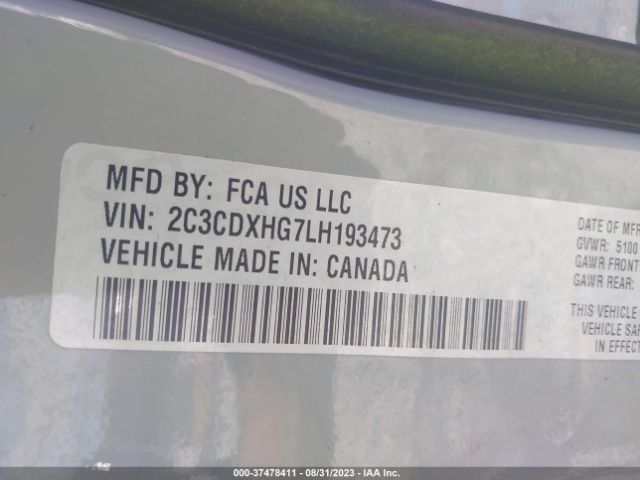 MFD BY: FCA US LLC
VIN: 2C3CDXHG7LH193473
VEHICLE MADE IN: CANADA
DATE OF MFR
GVWR: 5100
GAWR FRONT
GAWR REAR:
THIS VEHICLE
VEHICLE SAF
IN EFFECT
000-37478411 - 08/31/2023 - IAA Inc.